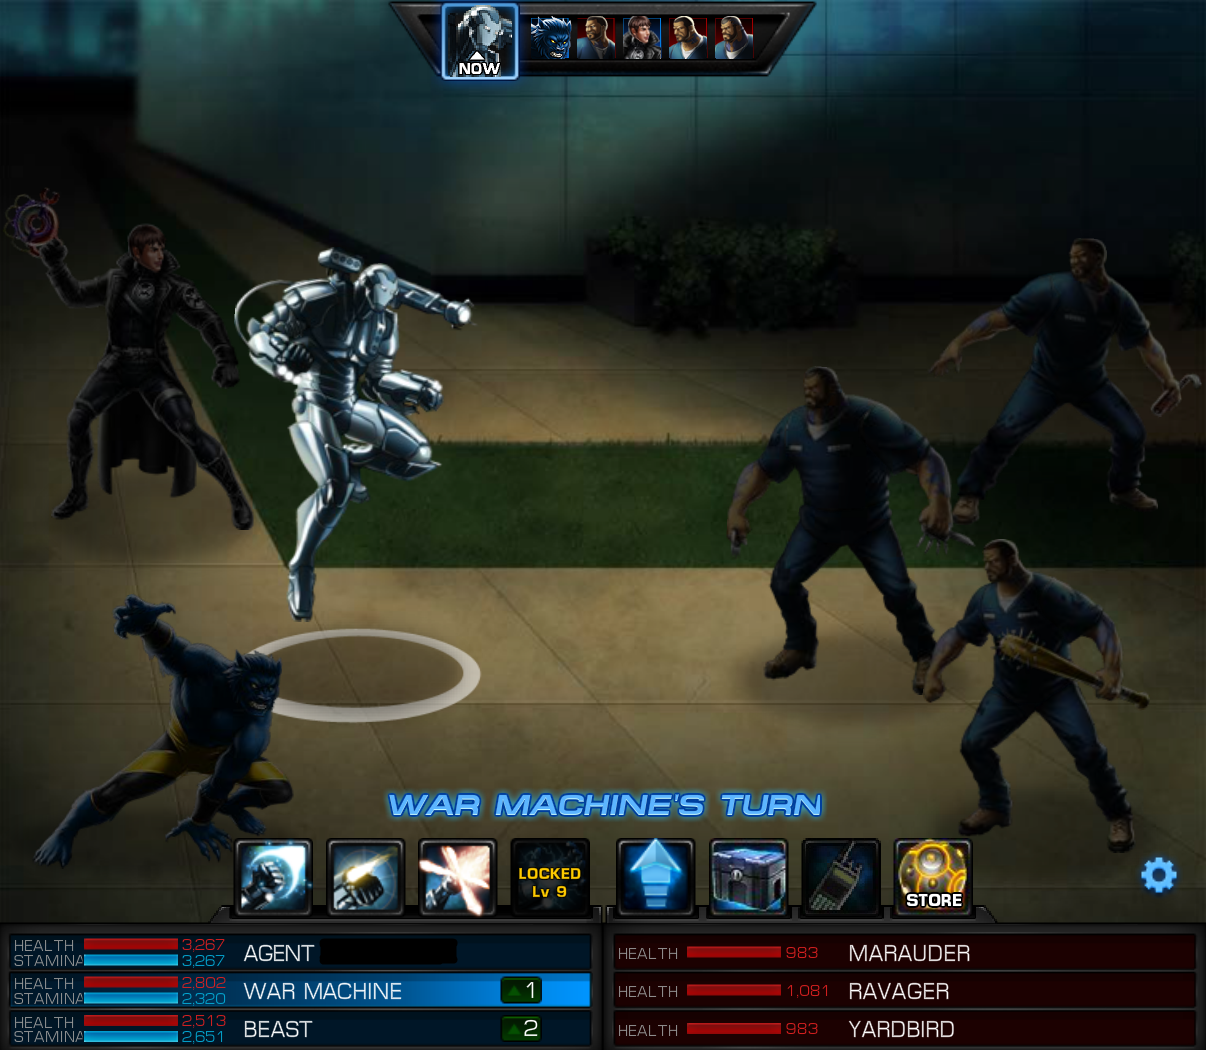 NOW
WAR MACHINE'S TURN
LOCKED
Lv 9
STORE
HEALTH 3,267
STAMINA 3,267
AGENT
HEALTH 2,802
STAMINA 2,320
WAR MACHINE 1
HEALTH 2,513
STAMINA 2,651
BEAST 2
HEALTH 983 MARAUDER
HEALTH 1,081 RAVAGER
HEALTH 983 YARDBIRD